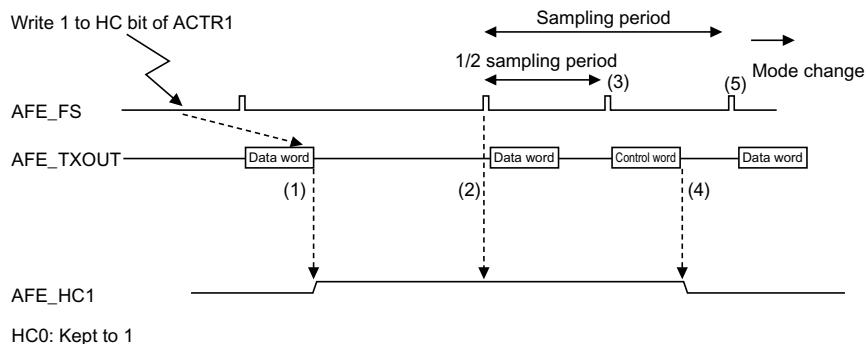 Write 1 to HC bit of ACTR1
Sampling period
1/2 sampling period
Mode change
(3)
(5)
AFE_FS
AFE_TXOUT
Data word
Data word
Control word
Data word
(1)
(2)
(4)
AFE_HC1
HC0: Kept to 1